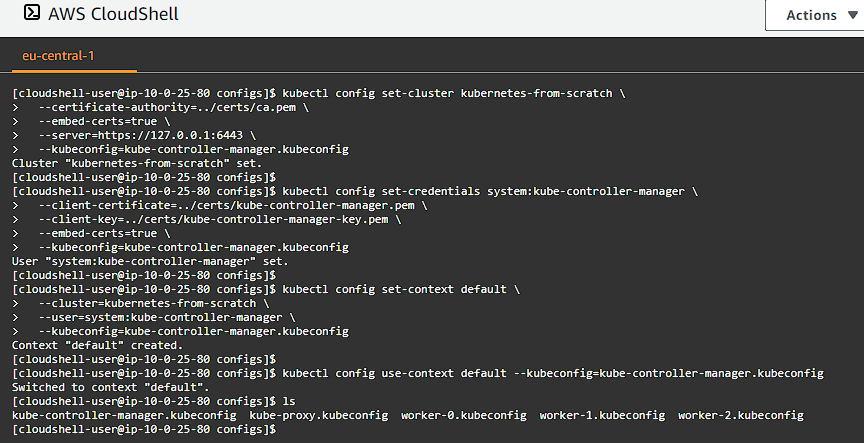 AWS CloudShell
Actions
eu-central-1
[cloudshell-user@ip-10-0-25-80 configs]$ kubectl config set-cluster kubernetes-from-scratch \
>   --certificate-authority=../certs/ca.pem \
>   --embed-certs=true \
>   --server=https://127.0.0.1:6443 \
>   --kubeconfig=kube-controller-manager.kubeconfig
Cluster "kubernetes-from-scratch" set.
[cloudshell-user@ip-10-0-25-80 configs]$
[cloudshell-user@ip-10-0-25-80 configs]$ kubectl config set-credentials system:kube-controller-manager \
>   --client-certificate=../certs/kube-controller-manager.pem \
>   --client-key=../certs/kube-controller-manager-key.pem \
>   --embed-certs=true \
>   --kubeconfig=kube-controller-manager.kubeconfig
User "system:kube-controller-manager" set.
[cloudshell-user@ip-10-0-25-80 configs]$
[cloudshell-user@ip-10-0-25-80 configs]$ kubectl config set-context default \
>   --cluster=kubernetes-from-scratch \
>   --user=system:kube-controller-manager \
>   --kubeconfig=kube-controller-manager.kubeconfig
Context "default" created.
[cloudshell-user@ip-10-0-25-80 configs]$
[cloudshell-user@ip-10-0-25-80 configs]$ kubectl config use-context default --kubeconfig=kube-controller-manager.kubeconfig
Switched to context "default".
[cloudshell-user@ip-10-0-25-80 configs]$ ls
kube-controller-manager.kubeconfig  kube-proxy.kubeconfig  worker-0.kubeconfig  worker-1.kubeconfig  worker-2.kubeconfig
[cloudshell-user@ip-10-0-25-80 configs]$